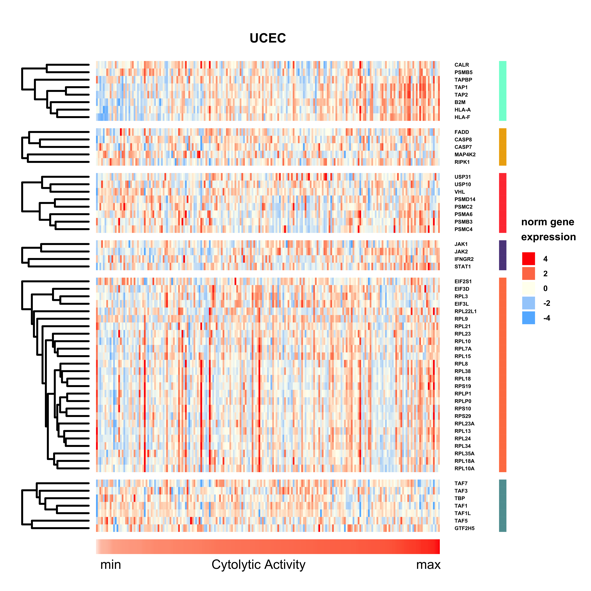 UCEC
CALR
PSMB5
TAPBP
TAP1
TAP2
B2M
HLA-A
HLA-F
FADD
CASP8
CASP7
MAP4K2
RIPK1
USP31
USP10
VHL
PSMD14
PSMC2
PSMA6
PSMB3
PSMC4
JAK1
JAK2
IFNGR2
STAT1
norm gene
expression
4
2
0
-2
-4
EIF2S1
EIF3D
RPL3
EIF3L
RPL22L1
RPL9
RPL21
RPL23
RPL10
RPL7A
RPL15
RPL8
RPL38
RPL18
RPS19
RPLP1
RPLP0
RPS10
RPS29
RPL23A
RPL13
RPL24
RPL34
RPL35A
RPL18A
RPL10A
TAF7
TAF3
TBP
TAF1
TAF1L
TAF5
GTF2H5
min Cytolytic Activity max